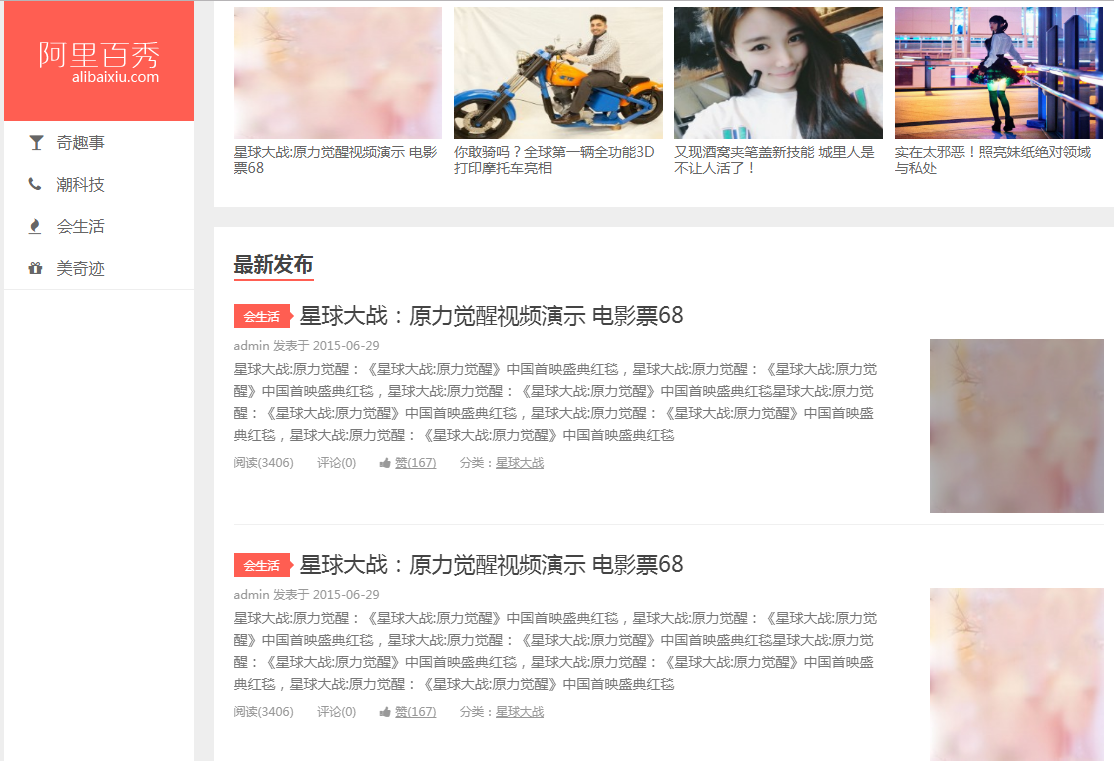 阿里百秀
alibaixiu.com
奇趣事
潮科技
会生活
美奇迹
星球大战:原力觉醒视频演示 电影
票68
你敢骑吗？全球第一辆全功能3D
打印摩托车亮相
又现酒窝夹笔盖新技能 城里人是
不让人活了！
实在太邪恶！照亮妹纸绝对领域
与私处
最新发布
会生活 星球大战：原力觉醒视频演示 电影票68
admin 发表于 2015-06-29
星球大战:原力觉醒：《星球大战:原力觉醒》中国首映盛典红毯，星球大战:原力觉醒：《星球大战:原力觉
醒》中国首映盛典红毯，星球大战:原力觉醒：《星球大战:原力觉醒》中国首映盛典红毯星球大战:原力觉
醒：《星球大战:原力觉醒》中国首映盛典红毯，星球大战:原力觉醒：《星球大战:原力觉醒》中国首映盛
典红毯，星球大战:原力觉醒：《星球大战:原力觉醒》中国首映盛典红毯
阅读(3406) 评论(0) 赞(167) 分类：星球大战
会生活 星球大战：原力觉醒视频演示 电影票68
admin 发表于 2015-06-29
星球大战:原力觉醒：《星球大战:原力觉醒》中国首映盛典红毯，星球大战:原力觉醒：《星球大战:原力觉
醒》中国首映盛典红毯，星球大战:原力觉醒：《星球大战:原力觉醒》中国首映盛典红毯星球大战:原力觉
醒：《星球大战:原力觉醒》中国首映盛典红毯，星球大战:原力觉醒：《星球大战:原力觉醒》中国首映盛
典红毯，星球大战:原力觉醒：《星球大战:原力觉醒》中国首映盛典红毯
阅读(3406) 评论(0) 赞(167) 分类：星球大战